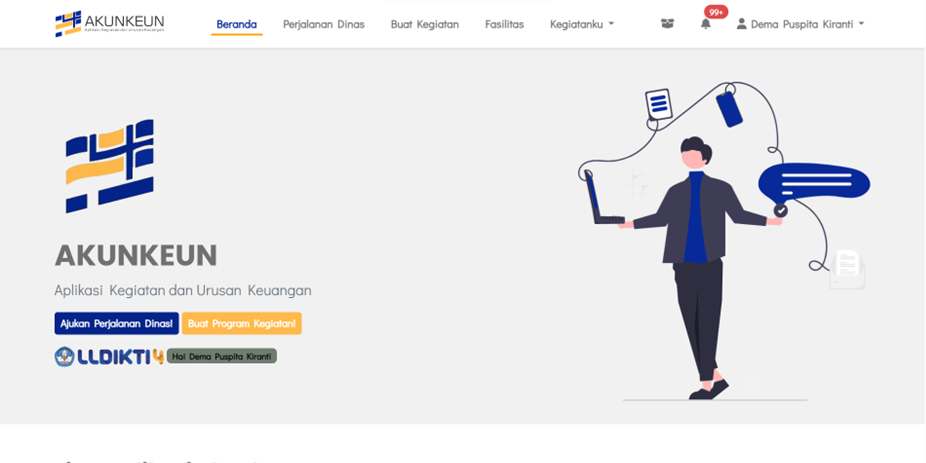 AKUNKEUN
Aplikasi Kegiatan dan Urusan Keuangan
Beranda
Perjalanan Dinas
Buat Kegiatan
Fasilitas
Kegiatanku
99+
Dema Puspita Kiranti
AKUNKEUN
Aplikasi Kegiatan dan Urusan Keuangan
Ajukan Perjalanan Dinas!
Buat Program Kegiatan!
LLDIKTI 4
Hai Dema Puspita Kiranti